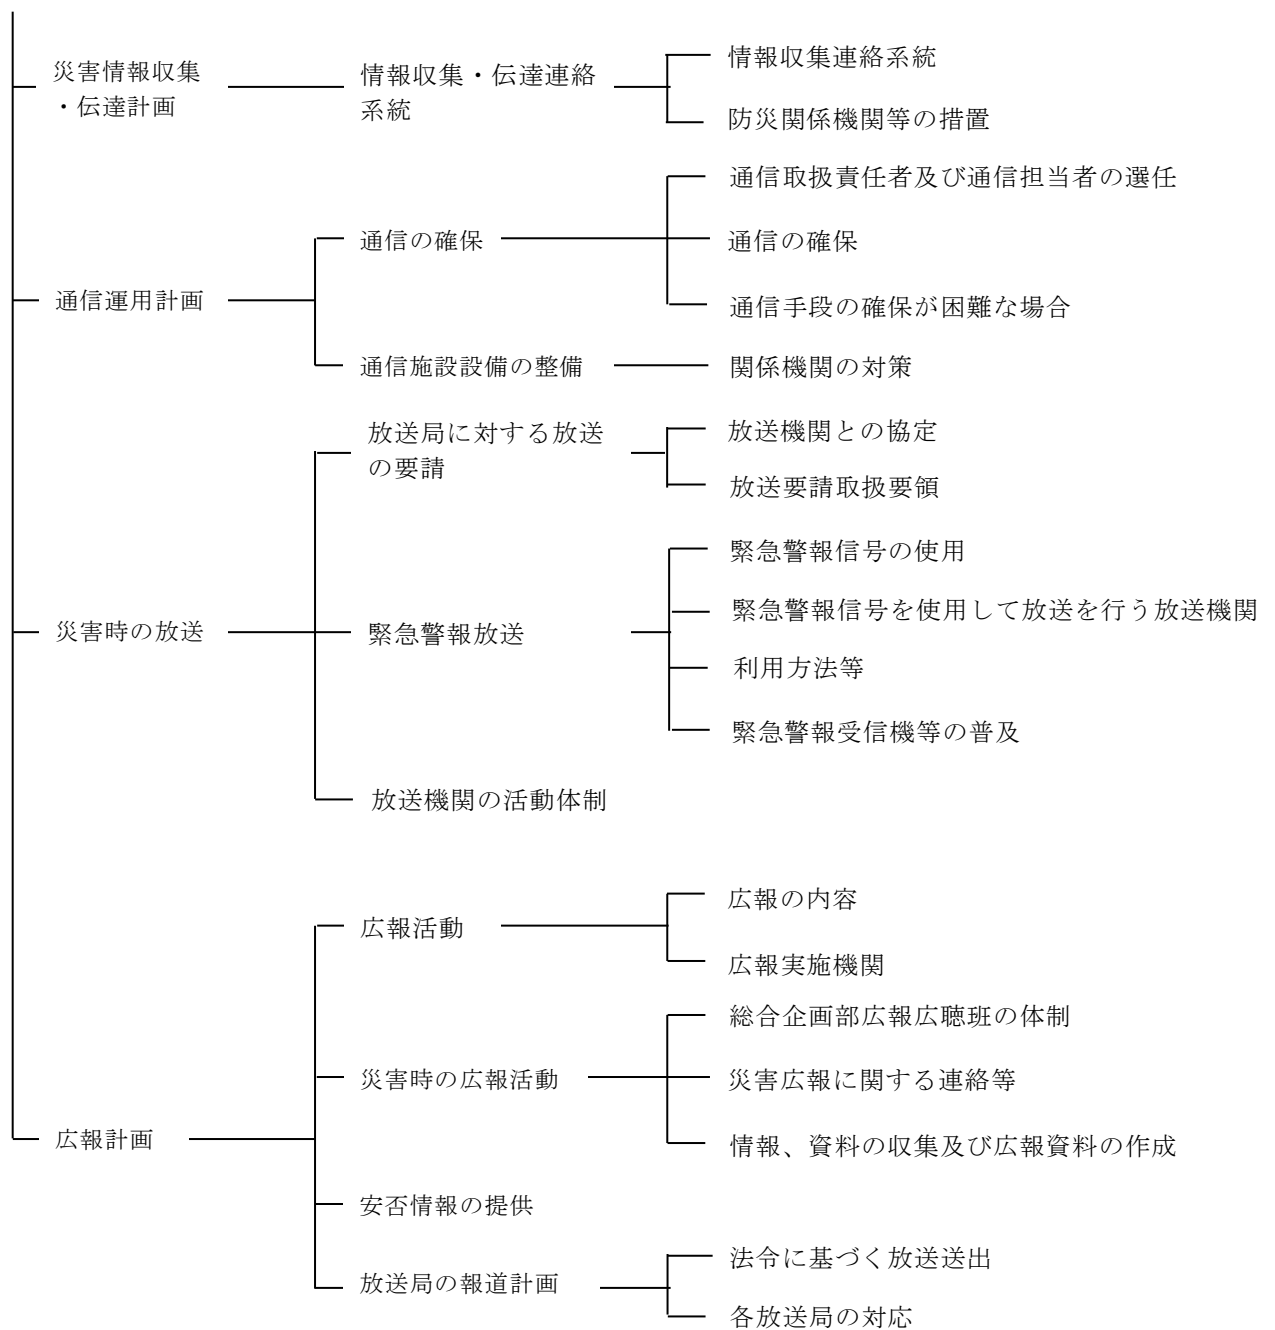 災害情報収集
・伝達計画
情報収集・伝達連絡
系統
情報収集連絡系統
防災関係機関等の措置
通信運用計画
通信の確保
通信取扱責任者及び通信担当者の選任
通信の確保
通信手段の確保が困難な場合
通信施設設備の整備
関係機関の対策
災害時の放送
放送局に対する放送
の要請
放送機関との協定
放送要請取扱要領
緊急警報放送
緊急警報信号の使用
緊急警報信号を使用して放送を行う放送機関
利用方法等
緊急警報受信機等の普及
放送機関の活動体制
広報計画
広報活動
広報の内容
広報実施機関
災害時の広報活動
総合企画部広報広聴班の体制
災害広報に関する連絡等
情報、資料の収集及び広報資料の作成
安否情報の提供
放送局の報道計画
法令に基づく放送送出
各放送局の対応